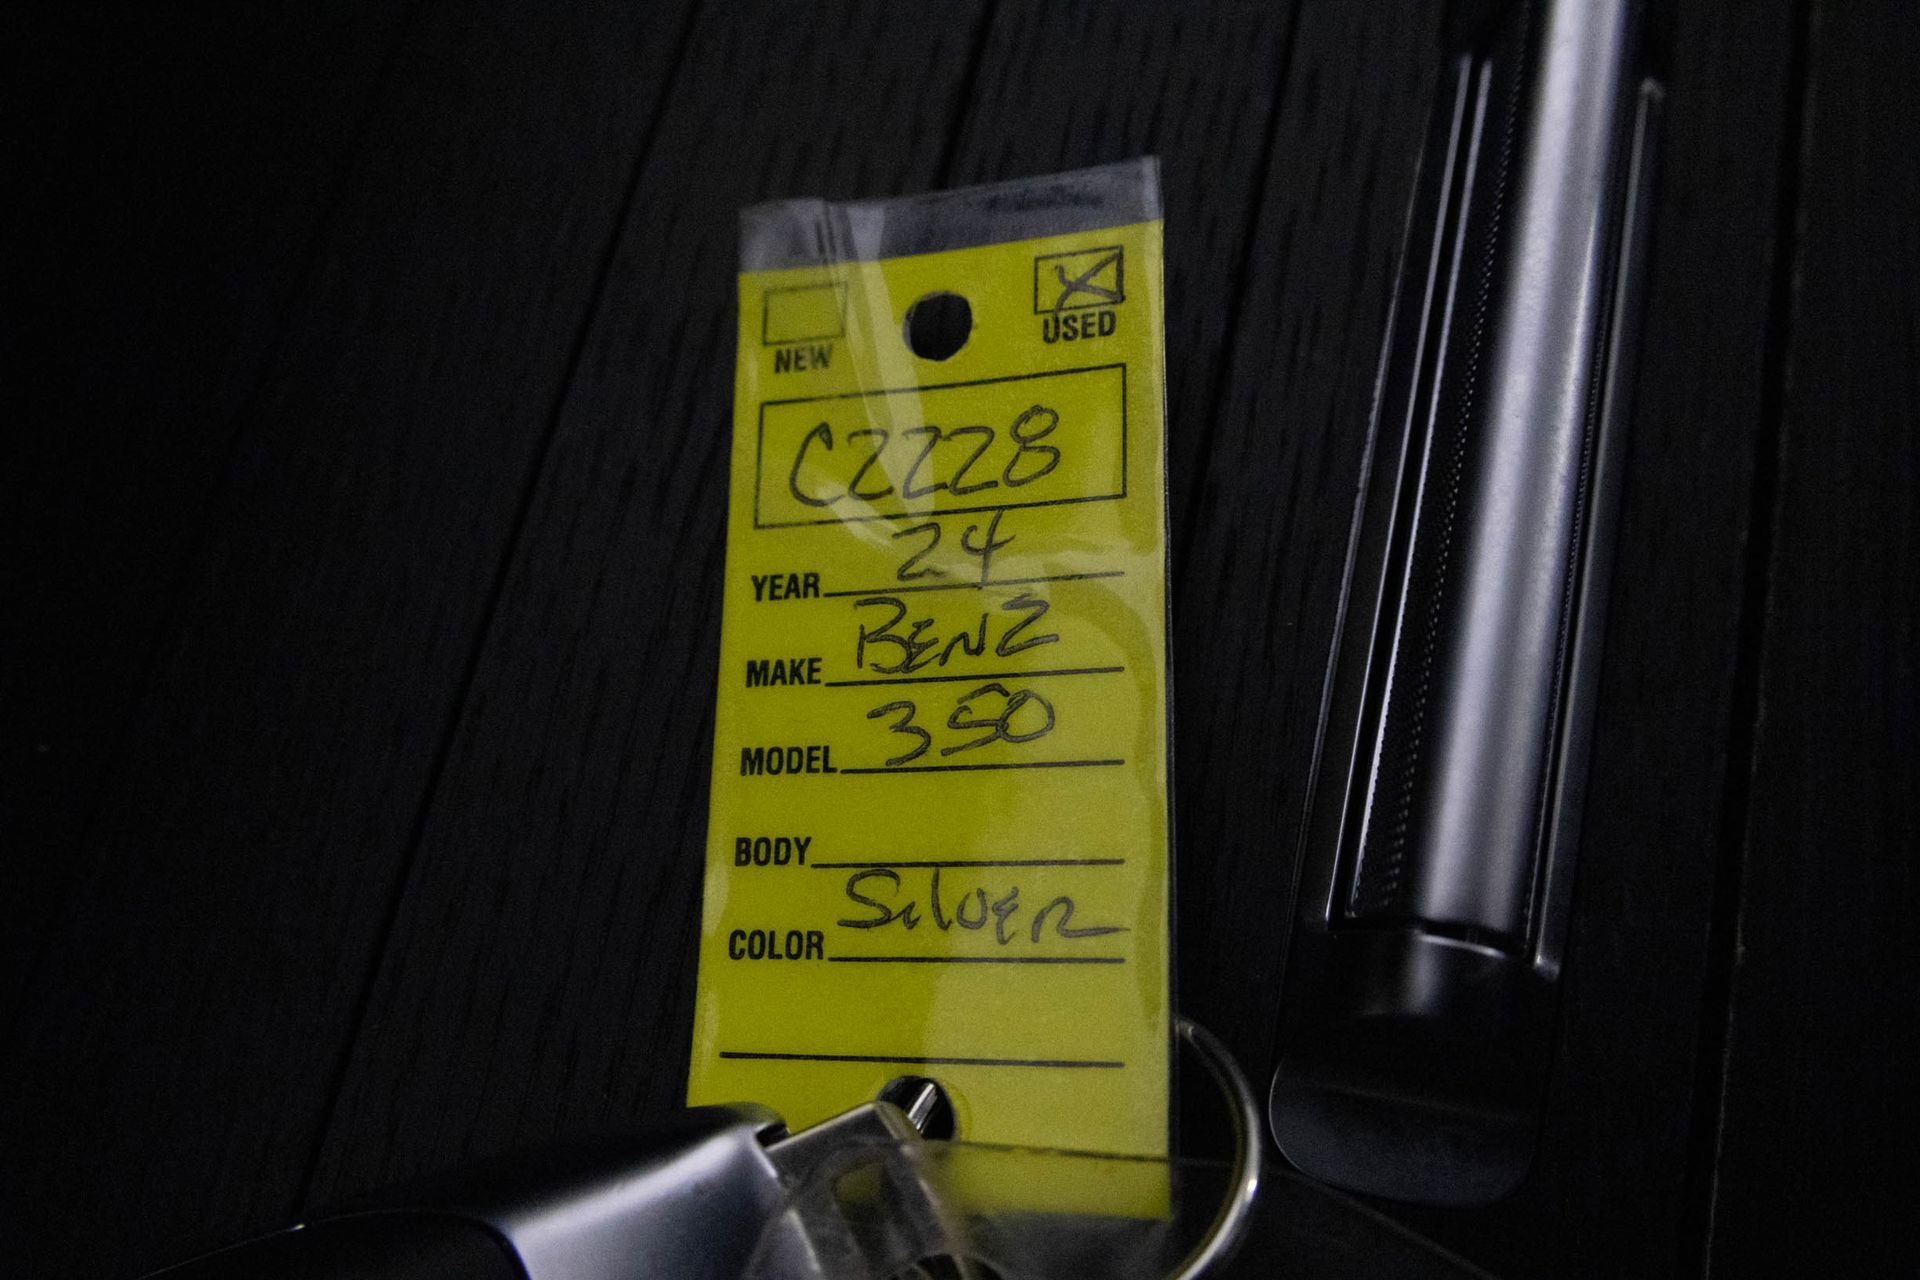 NEW USED
C2228
YEAR 24
MAKE BENZ
MODEL 350
BODY
COLOR SilvER